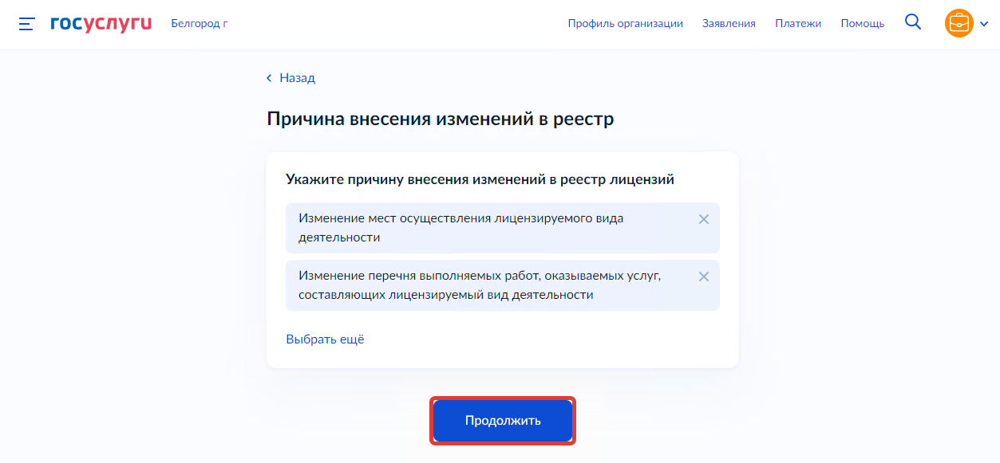 госуслуги Белгород г Профиль организации Заявления Платежи Помощь
Назад
Причина внесения изменений в реестр
Укажите причину внесения изменений в реестр лицензий
Изменение мест осуществления лицензируемого вида
деятельности
Изменение перечня выполняемых работ, оказываемых услуг,
составляющих лицензируемый вид деятельности
Выбрать ещё
Продолжить